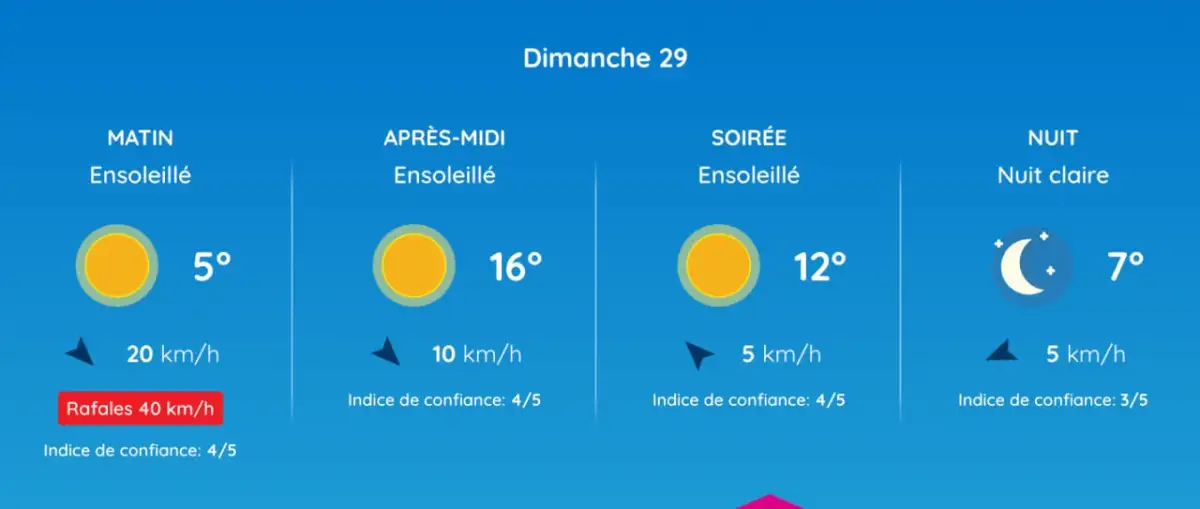 Dimanche 29
MATIN
Ensoleillé
5°
20 km/h
Rafales 40 km/h
Indice de confiance: 4/5
APRÈS-MIDI
Ensoleillé
16°
10 km/h
Indice de confiance: 4/5
SOIRÉE
Ensoleillé
12°
5 km/h
Indice de confiance: 4/5
NUIT
Nuit claire
7°
5 km/h
Indice de confiance: 3/5